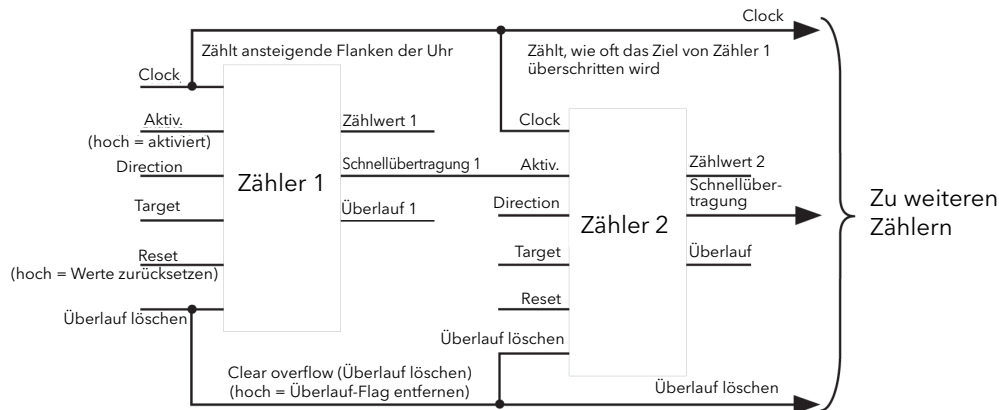 Clock
Zählt ansteigende Flanken der Uhr
Zählt, wie oft das Ziel von Zähler 1
überschritten wird
Clock
Aktiv.
(hoch = aktiviert)
Direction
Target
Reset
(hoch = Werte zurücksetzen)
Überlauf löschen
Zähler 1
Zählwert 1
Schnellübertragung 1
Überlauf 1
Clock
Aktiv.
Direction
Target
Reset
Überlauf löschen
Zähler 2
Zählwert 2
Schnellüber-
tragung
Überlauf
Zu weiteren
Zählern
Clear overflow (Überlauf löschen)
(hoch = Überlauf-Flag entfernen)
Überlauf löschen